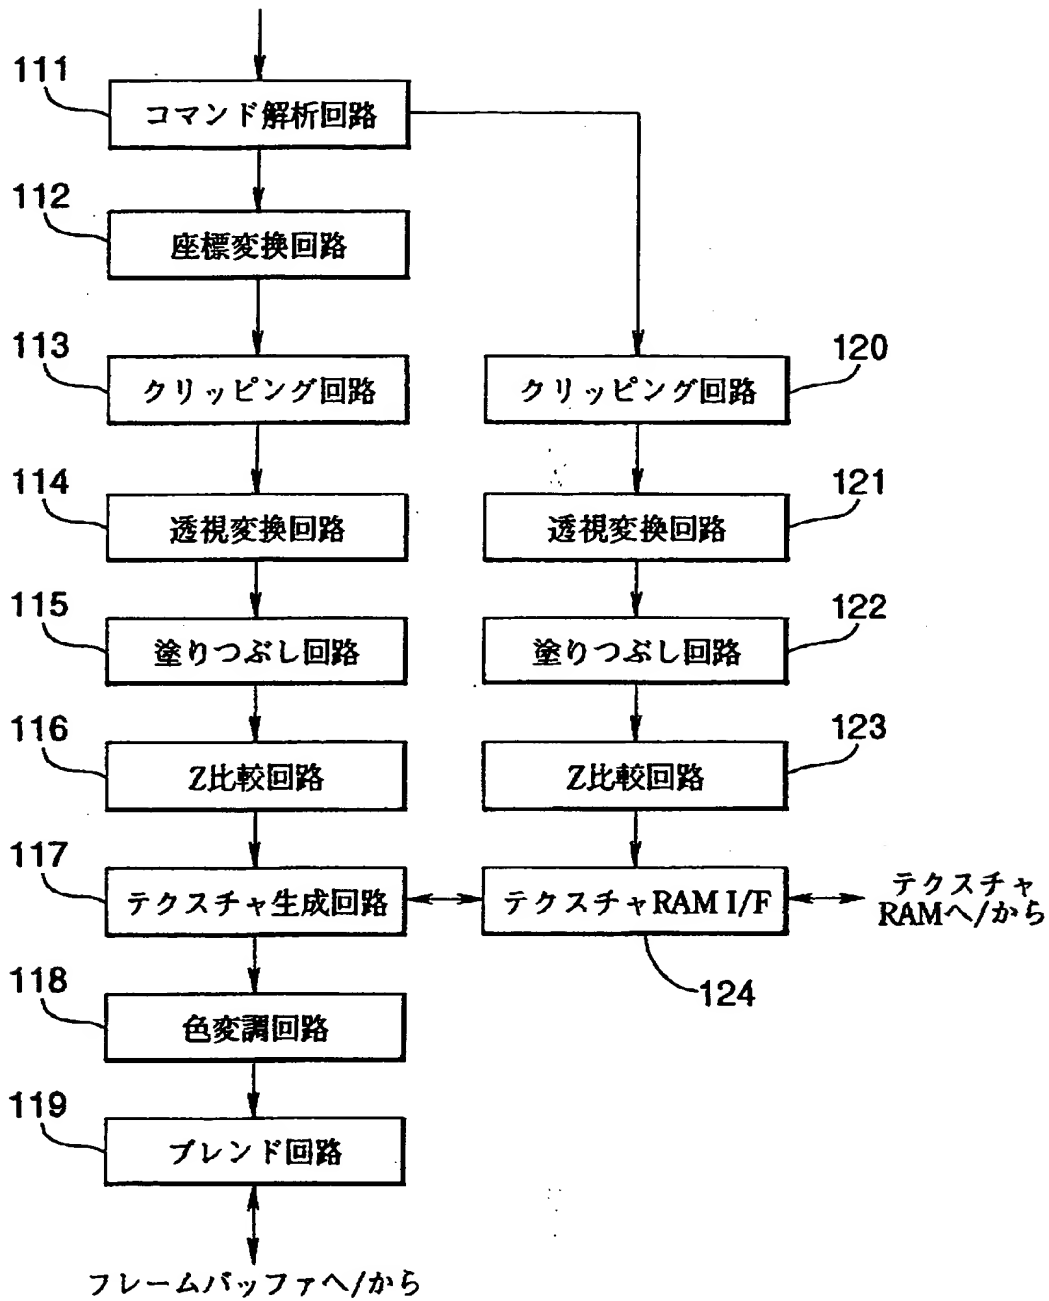 111
コマンド解析回路
112
座標変換回路
113
クリッピング回路
クリッピング回路
120
114
透視変換回路
透視変換回路
121
115
塗りつぶし回路
塗りつぶし回路
122
116
Z比較回路
Z比較回路
123
117
テクスチャ生成回路
テクスチャRAM I/F
テクスチャ
RAMへ/から
124
118
色変調回路
119
ブレンド回路
フレームバッファへ/から